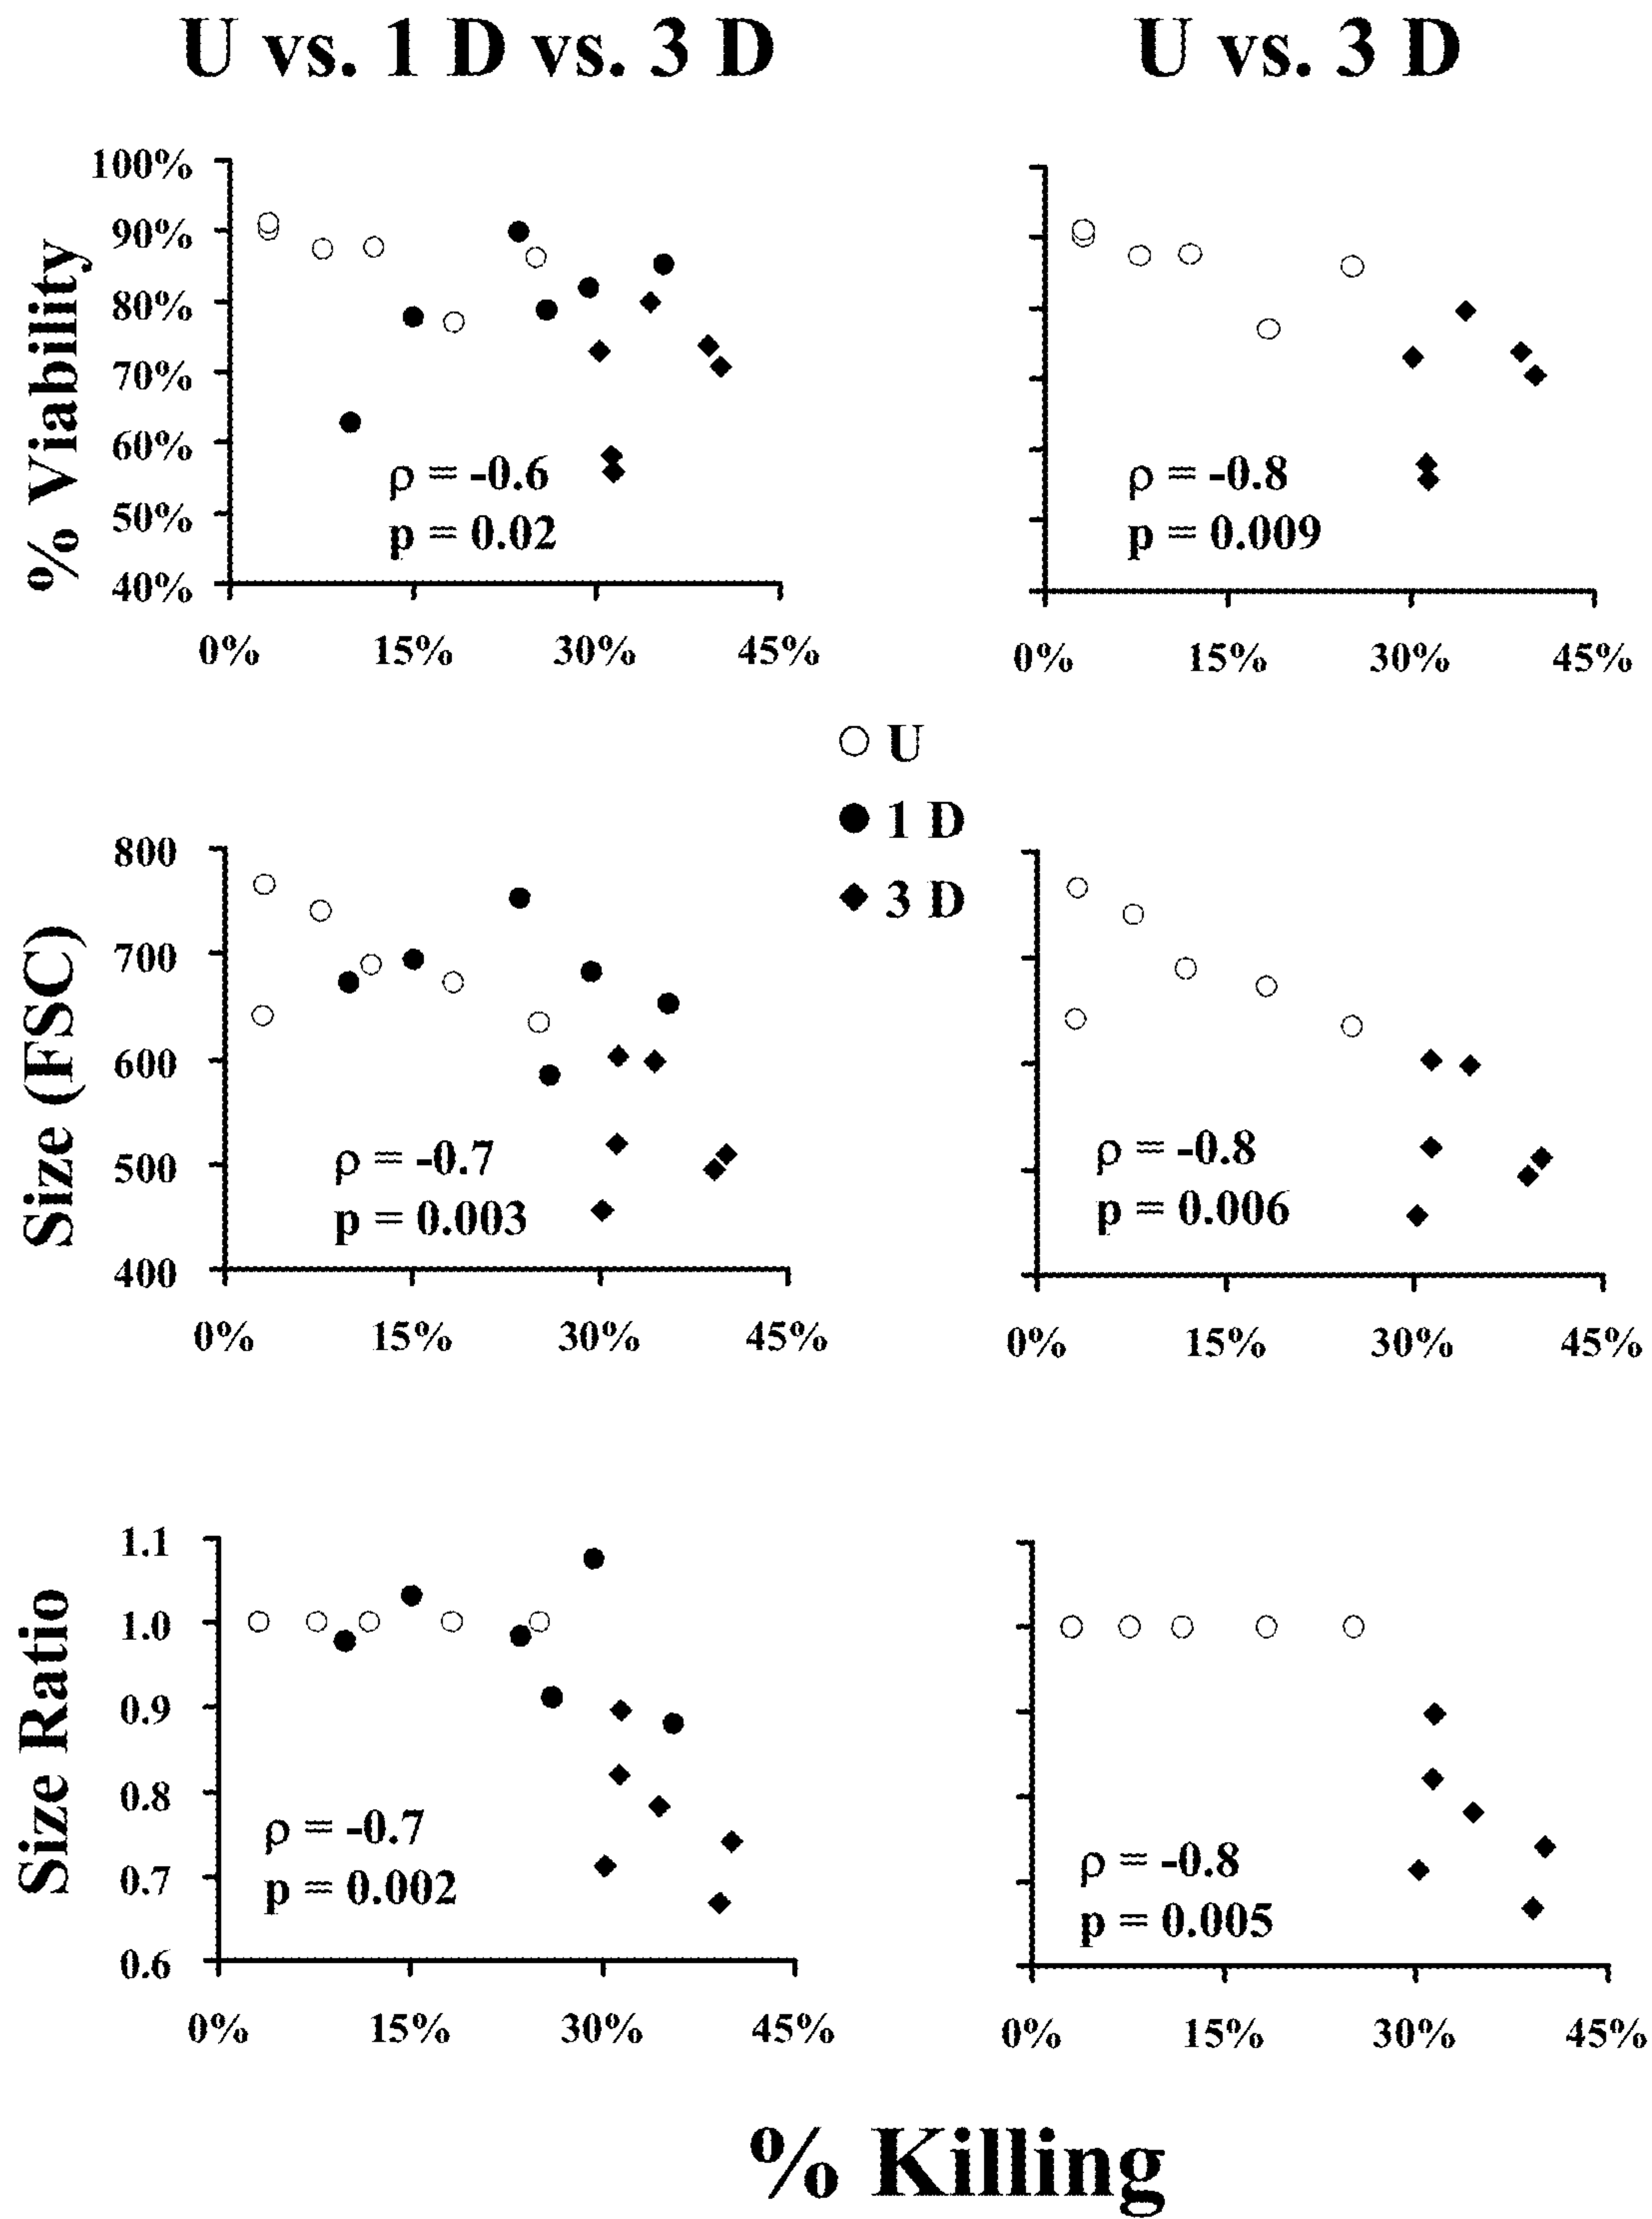 U vs. 1 D vs. 3 D
U vs. 3 D
% Viability
100%
90%
80%
70%
60%
50%
40%
ρ = -0.6
p = 0.02
0% 15% 30% 45%
ρ = -0.8
p = 0.009
0% 15% 30% 45%
U
1 D
3 D
Size (FSC)
800
700
600
500
400
ρ = -0.7
p = 0.003
0% 15% 30% 45%
ρ = -0.8
p = 0.006
0% 15% 30% 45%
Size Ratio
1.1
1.0
0.9
0.8
0.7
0.6
ρ = -0.7
p = 0.002
0% 15% 30% 45%
ρ = -0.8
p = 0.005
0% 15% 30% 45%
% Killing